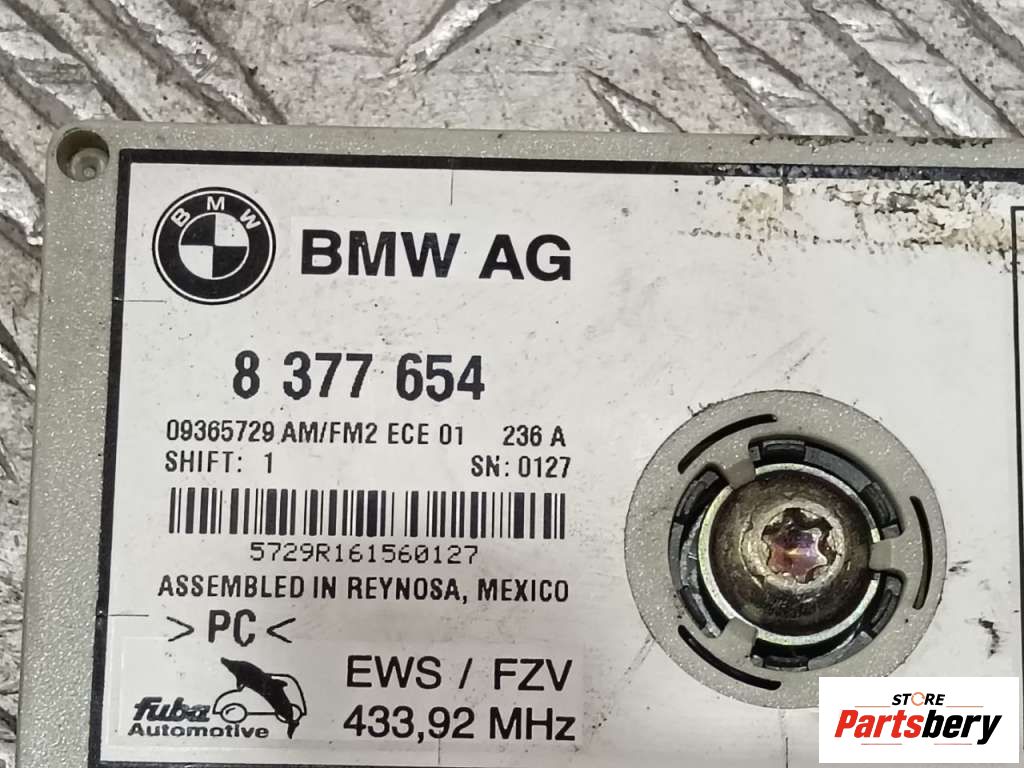 BMW
BMW AG
8 377 654
09365729 AM/FM2 ECE 01 236 A
SHIFT: 1 SN: 0127
5729R161560127
ASSEMBLED IN REYNOSA, MEXICO
>PC<
fuba
Automotive
EWS / FZV
433,92 MHz
STORE
Partsbery